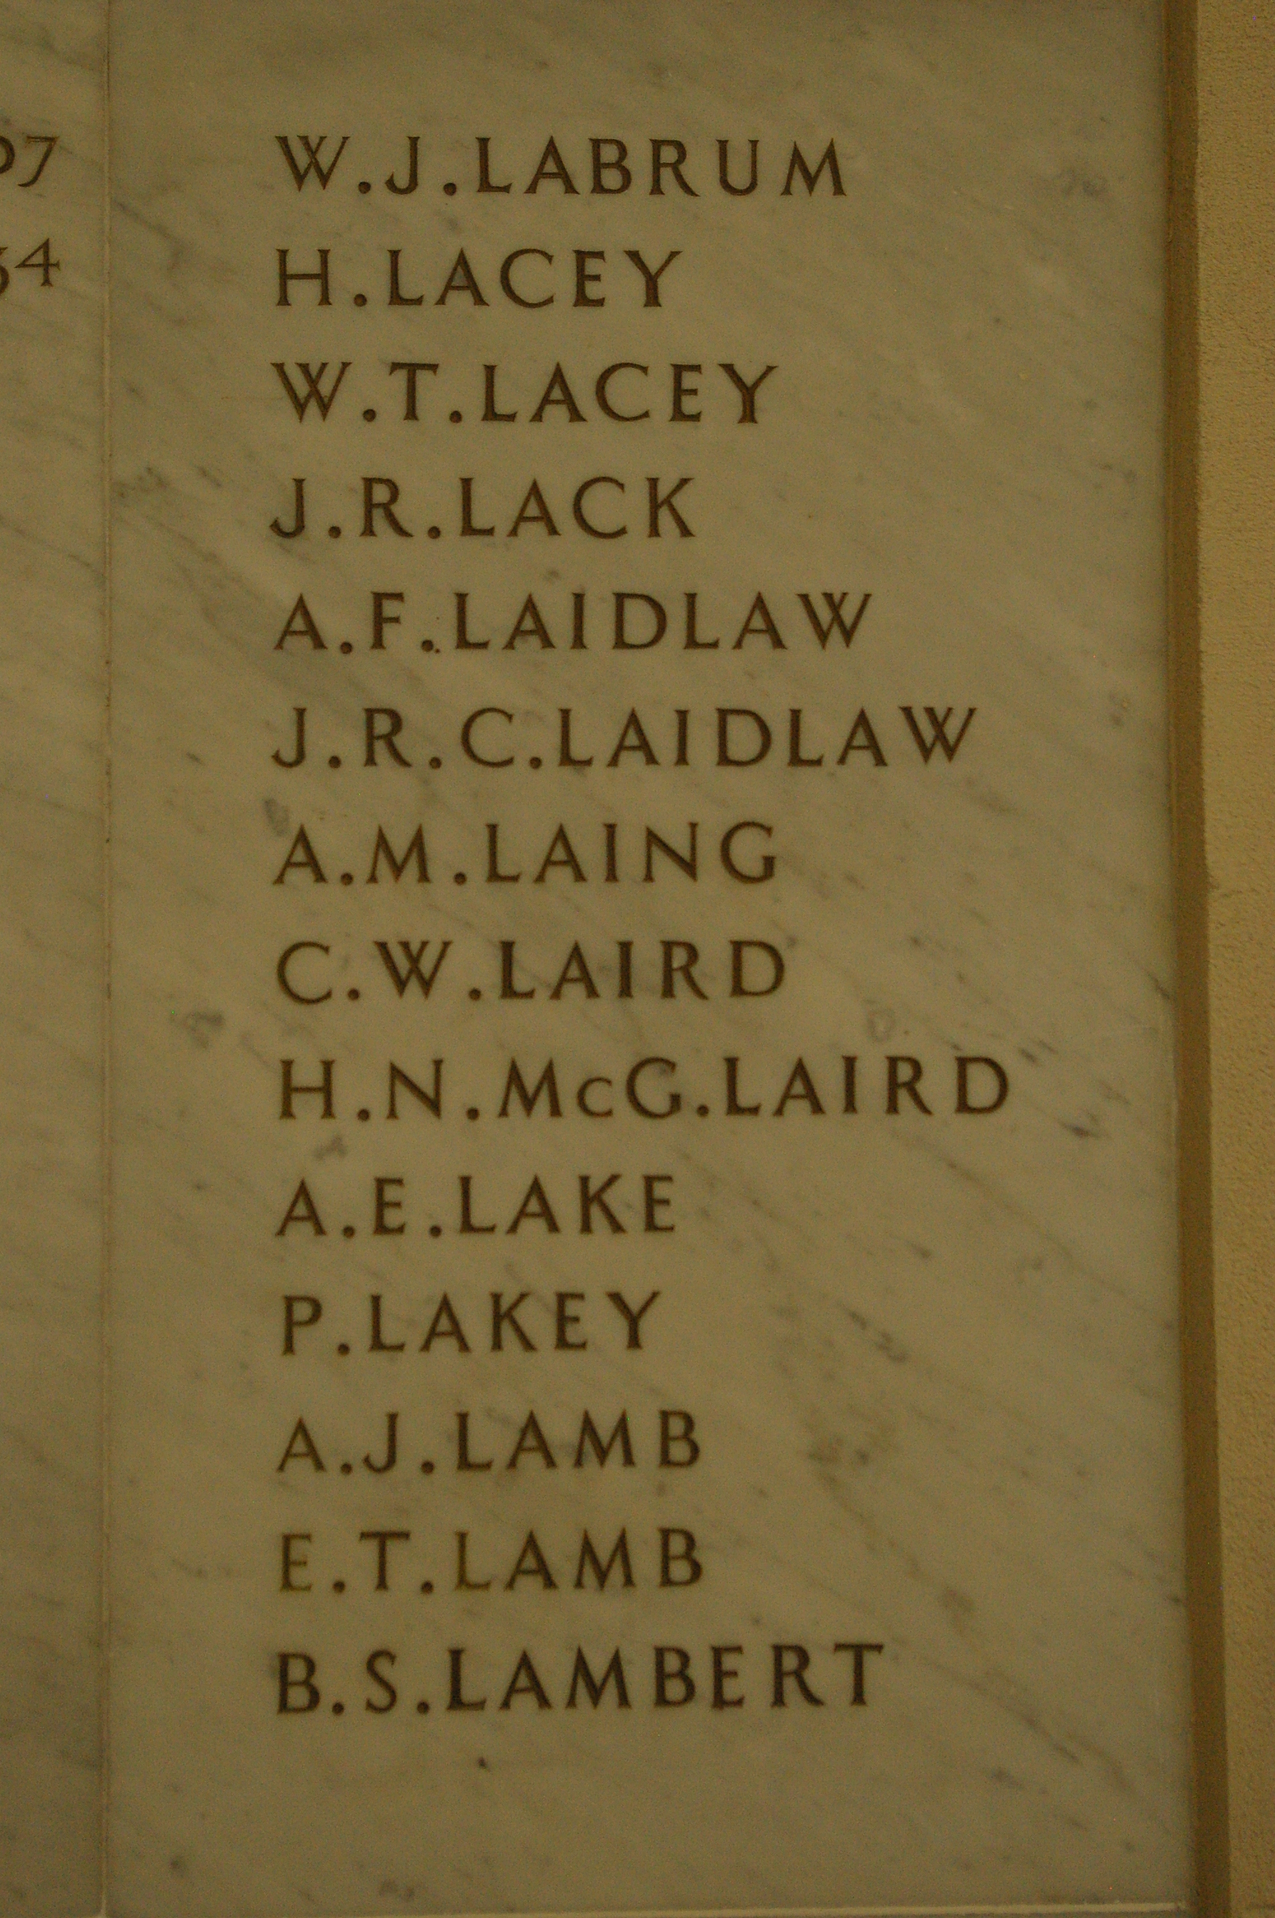 W.J.LABRUM
H.LACEY
W.T.LACEY
J.R.LACK
A.F.LAIDLAW
J.R.C.LAIDLAW
A.M.LAING
C.W.LAIRD
H.N.McG.LAIRD
A.E.LAKE
P.LAKEY
A.J.LAMB
E.T.LAMB
B.S.LAMBERT